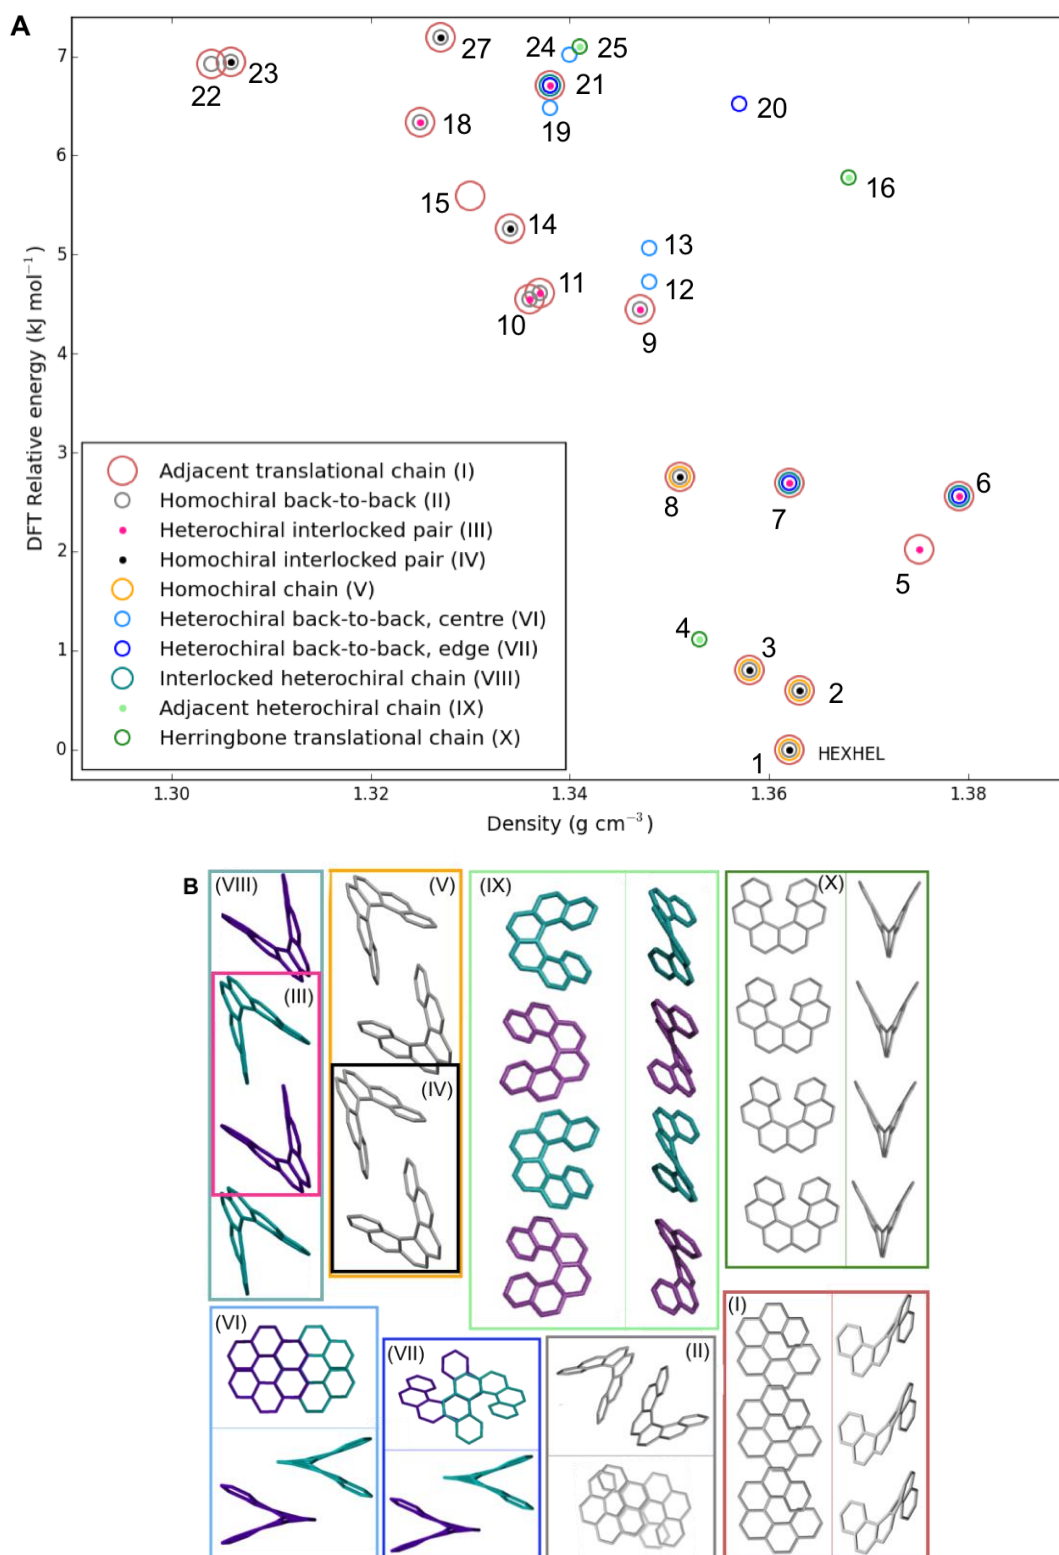 A
DFT Relative energy (kJ mol⁻¹)
7
6
5
4
3
2
1
0
22
23
27
24
25
21
19
20
18
16
15
14
13
12
11
10
9
8
7
6
5
4
3
2
1
HEXHEL
Adjacent translational chain (I)
Homochiral back-to-back (II)
Heterochiral interlocked pair (III)
Homochiral interlocked pair (IV)
Homochiral chain (V)
Heterochiral back-to-back, centre (VI)
Heterochiral back-to-back, edge (VII)
Interlocked heterochiral chain (VIII)
Adjacent heterochiral chain (IX)
Herringbone translational chain (X)
1.30
1.32
1.34
1.36
1.38
Density (g cm⁻³)
B
(VIII)
(V)
(IX)
(X)
(III)
(IV)
(VI)
(VII)
(II)
(I)